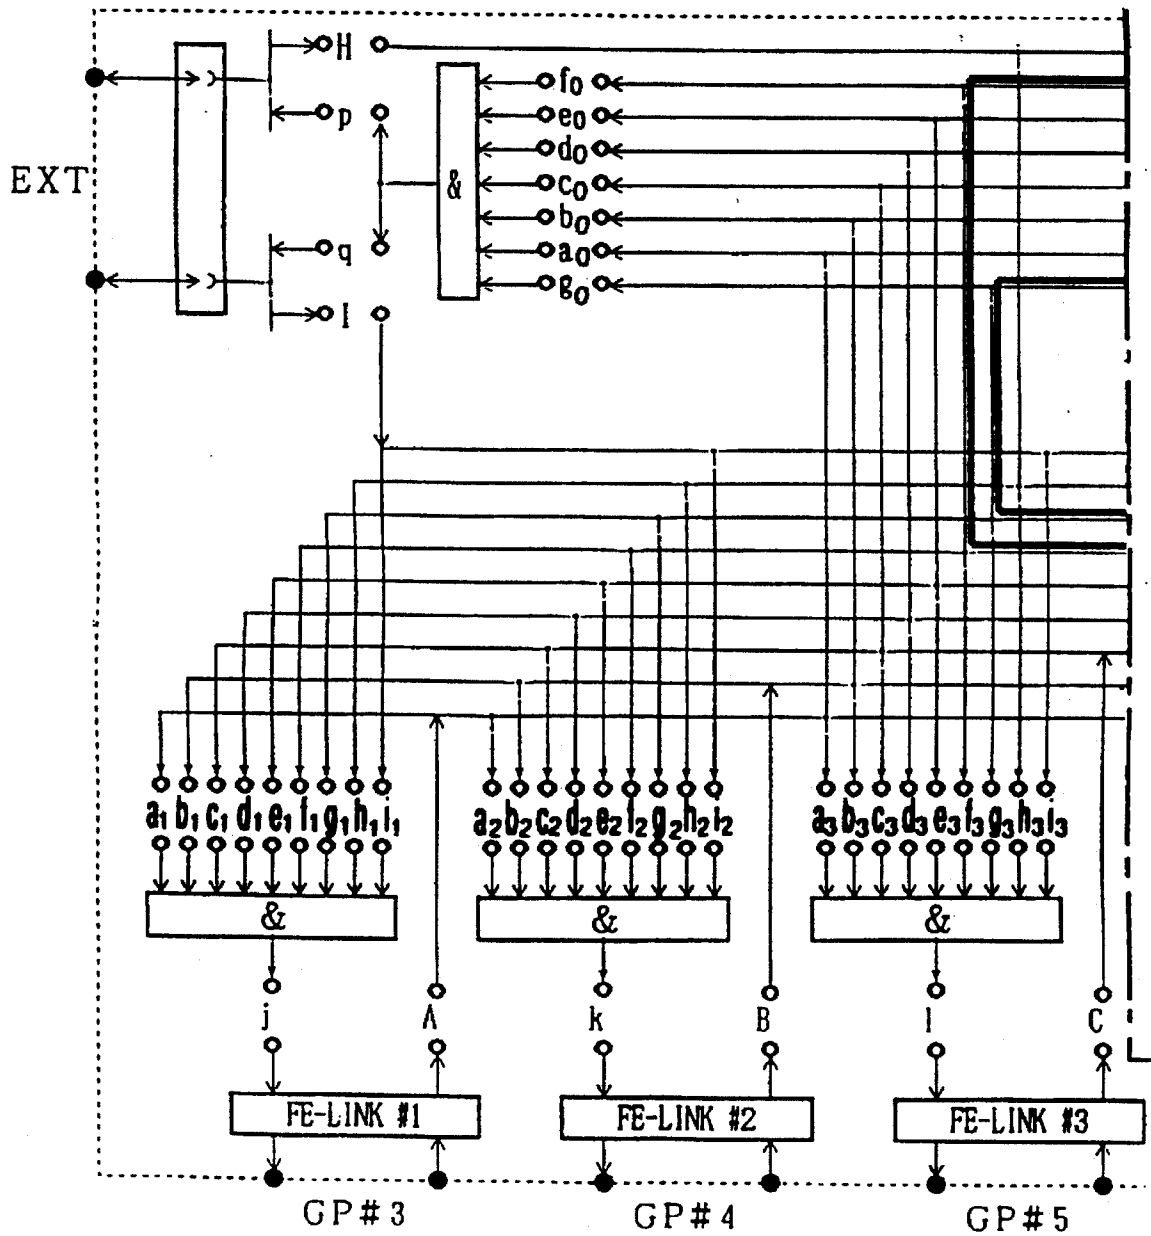 H
f0
p
e0
d0
EXT
&
c0
b0
q
a0
g0
I
a1 b1 c1 d1 e1 f1 g1 h1 i1
a2 b2 c2 d2 e2 f2 g2 h2 i2
a3 b3 c3 d3 e3 f3 g3 h3 i3
& & &
j A k B l C
FE-LINK #1 FE-LINK #2 FE-LINK #3
GP#3 GP#4 GP#5